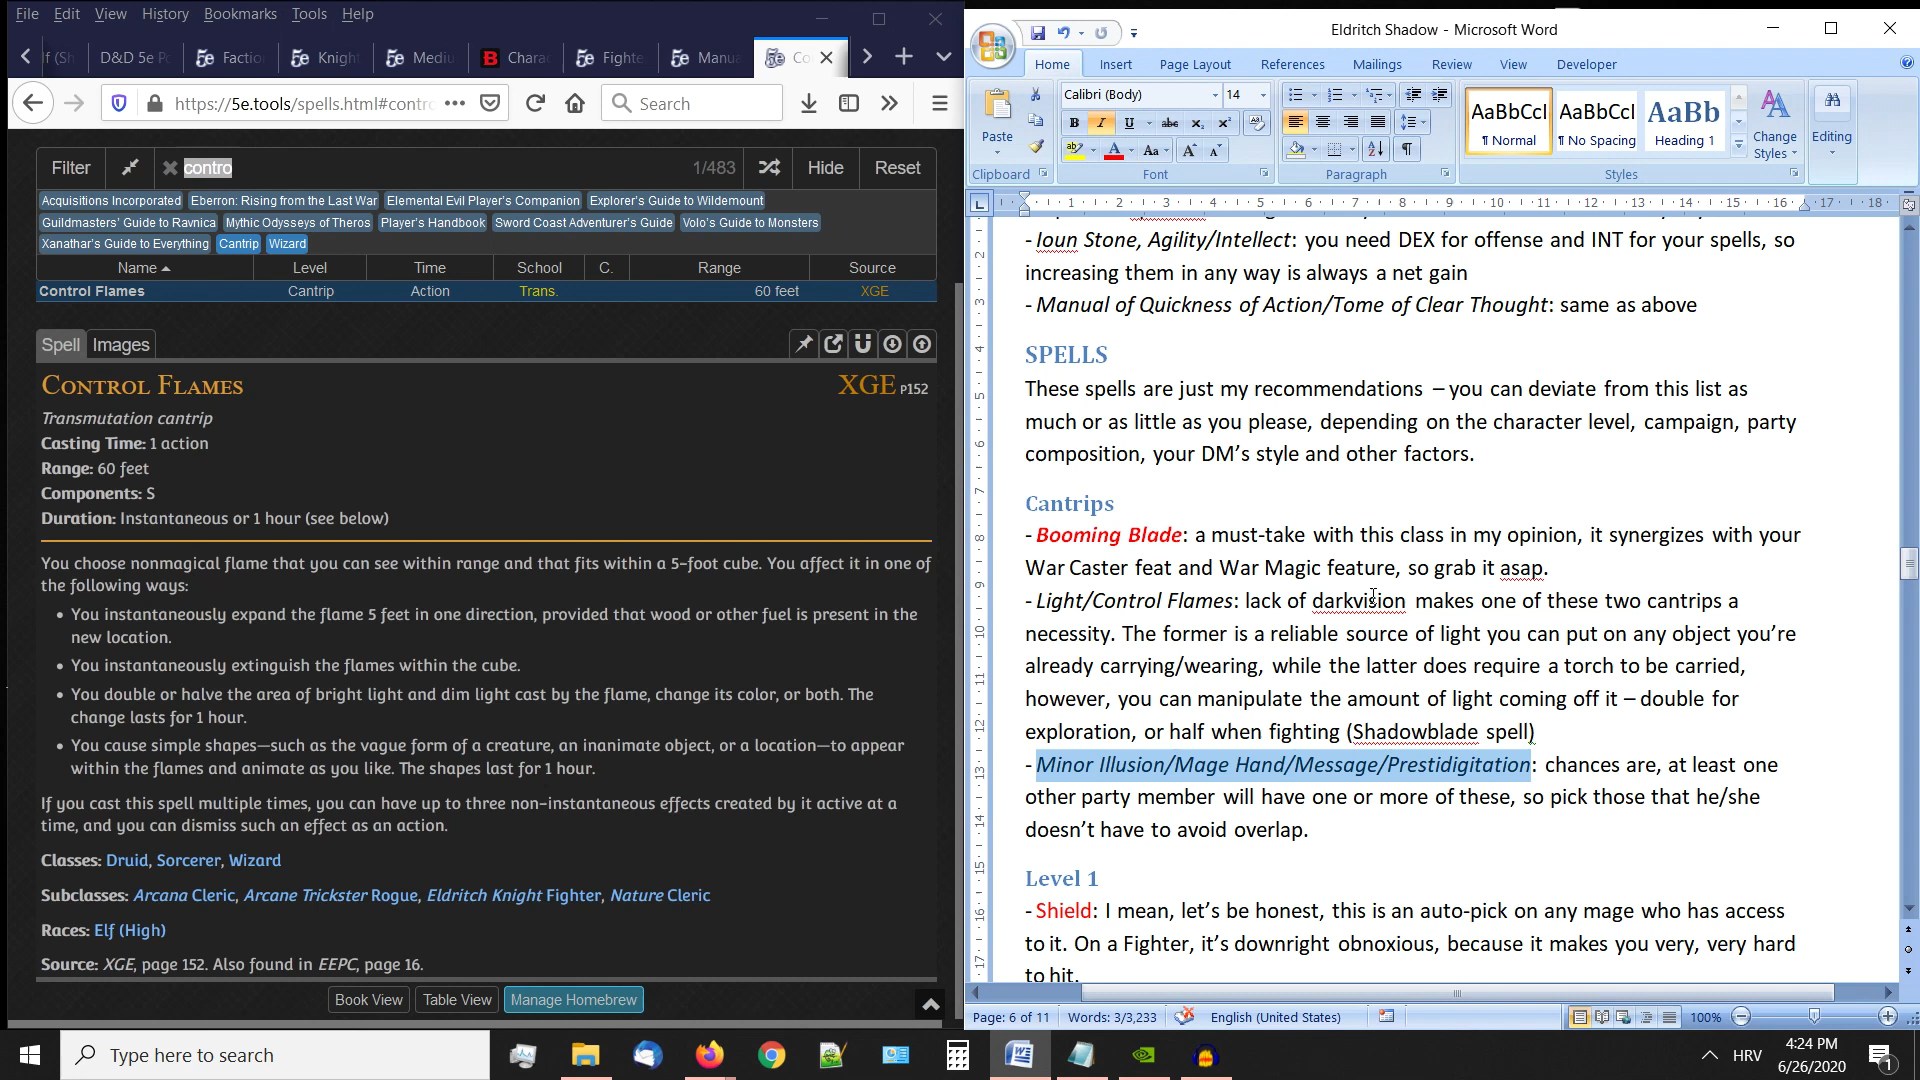 File Edit View History Bookmarks Tools Help
f (Sh D&D 5e Po Factio Knigh Mediu Chara Fighte Manua Co
https://5e.tools/spells.html#contro Search
Filter contro 1/483 Hide Reset
Acquisitions Incorporated Eberron: Rising from the Last War Elemental Evil Player's Companion Explorer's Guide to Wildemount
Guildmasters' Guide to Ravnica Mythic Odysseys of Theros Player's Handbook Sword Coast Adventurer's Guide Volo's Guide to Monsters
Xanathar's Guide to Everything Cantrip Wizard
Name Level Time School C. Range Source
Control Flames Cantrip Action Trans. 60 feet XGE
Spell Images
CONTROL FLAMES XGE P152
Transmutation cantrip
Casting Time: 1 action
Range: 60 feet
Components: S
Duration: Instantaneous or 1 hour (see below)
You choose nonmagical flame that you can see within range and that fits within a 5-foot cube. You affect it in one of
the following ways:
• You instantaneously expand the flame 5 feet in one direction, provided that wood or other fuel is present in the
new location.
• You instantaneously extinguish the flames within the cube.
• You double or halve the area of bright light and dim light cast by the flame, change its color, or both. The
change lasts for 1 hour.
• You cause simple shapes—such as the vague form of a creature, an inanimate object, or a location—to appear
within the flames and animate as you like. The shapes last for 1 hour.
If you cast this spell multiple times, you can have up to three non-instantaneous effects created by it active at a
time, and you can dismiss such an effect as an action.
Classes: Druid, Sorcerer, Wizard
Subclasses: Arcana Cleric, Arcane Trickster Rogue, Eldritch Knight Fighter, Nature Cleric
Races: Elf (High)
Source: XGE, page 152. Also found in EEPC, page 16.
Book View Table View Manage Homebrew
Eldritch Shadow - Microsoft Word
Home Insert Page Layout References Mailings Review View Developer
Paste Calibri (Body) 14
AaBbCcI AaBbCcI AaBb
¶ Normal ¶ No Spacing Heading 1 Change Styles Editing
Clipboard Font Paragraph Styles
- Ioun Stone, Agility/Intellect: you need DEX for offense and INT for your spells, so
increasing them in any way is always a net gain
- Manual of Quickness of Action/Tome of Clear Thought: same as above
SPELLS
These spells are just my recommendations – you can deviate from this list as
much or as little as you please, depending on the character level, campaign, party
composition, your DM's style and other factors.
Cantrips
- Booming Blade: a must-take with this class in my opinion, it synergizes with your
War Caster feat and War Magic feature, so grab it asap.
- Light/Control Flames: lack of darkvision makes one of these two cantrips a
necessity. The former is a reliable source of light you can put on any object you're
already carrying/wearing, while the latter does require a torch to be carried,
however, you can manipulate the amount of light coming off it – double for
exploration, or half when fighting (Shadowblade spell)
- Minor Illusion/Mage Hand/Message/Prestidigitation: chances are, at least one
other party member will have one or more of these, so pick those that he/she
doesn't have to avoid overlap.
Level 1
- Shield: I mean, let's be honest, this is an auto-pick on any mage who has access
to it. On a Fighter, it's downright obnoxious, because it makes you very, very hard
to hit.
Page: 6 of 11 Words: 3/3,233 English (United States) 100%
Type here to search HRV 4:24 PM
6/26/2020 1